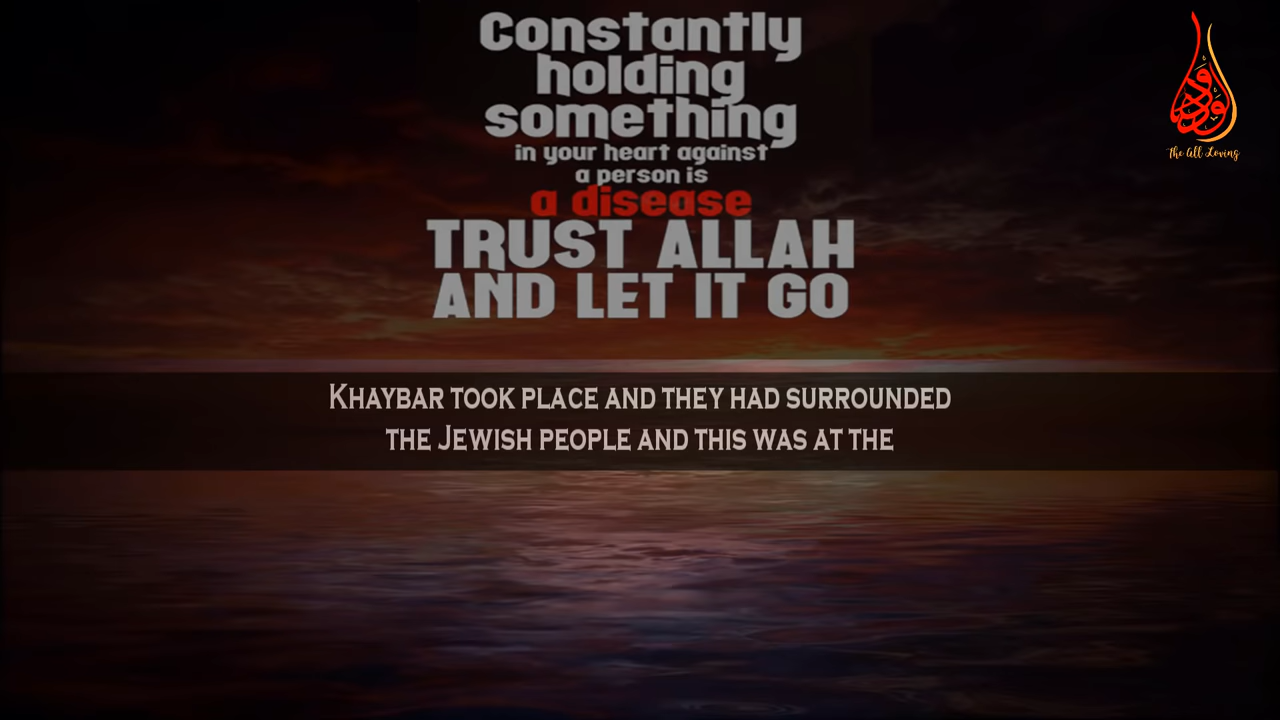 Constantly
holding
something
in your heart against
a person is
a disease
TRUST ALLAH
AND LET IT GO
الودود
The All Loving
KHAYBAR TOOK PLACE AND THEY HAD SURROUNDED
THE JEWISH PEOPLE AND THIS WAS AT THE